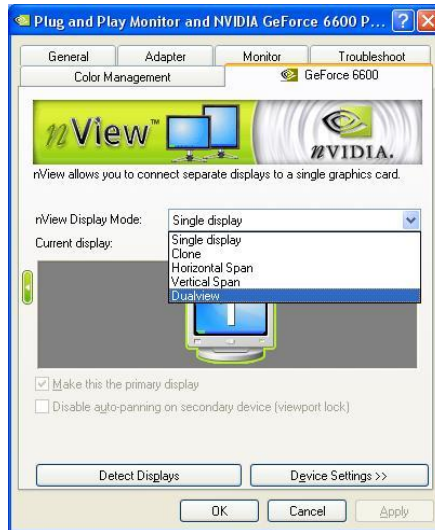 Plug and Play Monitor and NVIDIA GeForce 6600 P...
General Adapter Monitor Troubleshoot
Color Management GeForce 6600
nView™ NVIDIA.
nView allows you to connect separate displays to a single graphics card.
nView Display Mode: Single display
Current display: Single display
Clone
Horizontal Span
Vertical Span
Dualview
1
Make this the primary display
Disable auto-panning on secondary device (viewport lock)
Detect Displays Device Settings >>
OK Cancel Apply